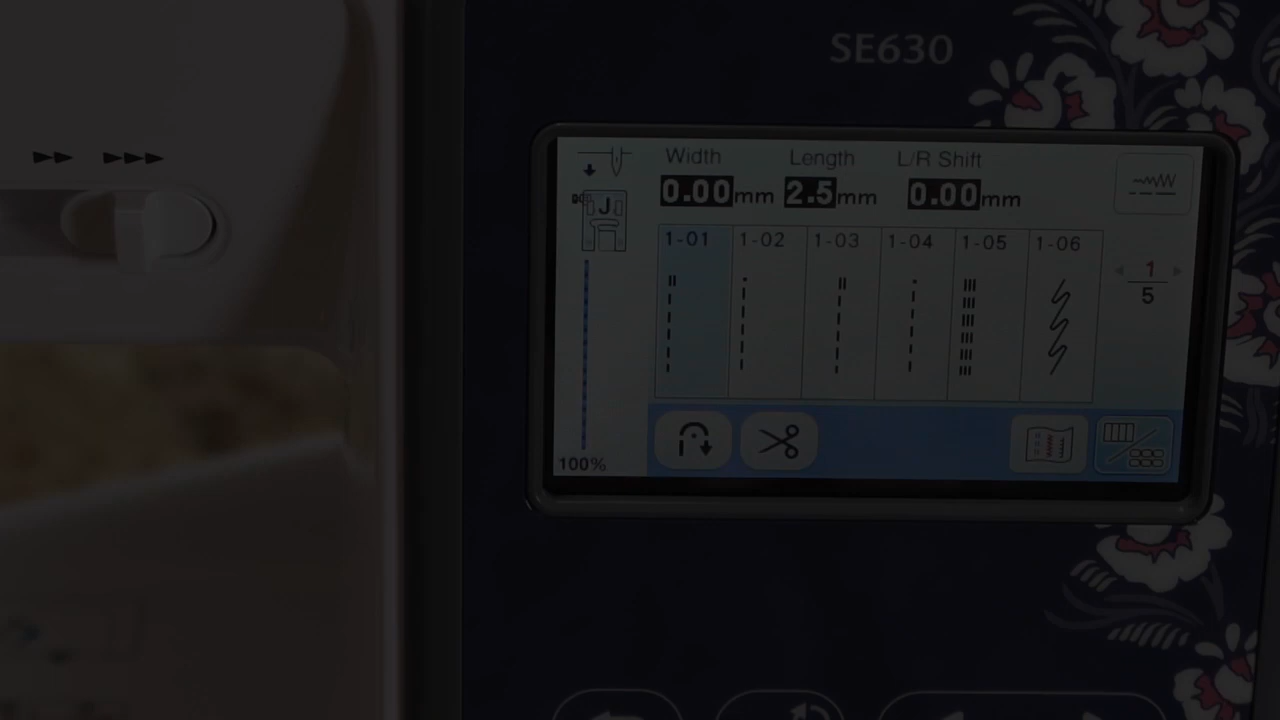 SE630
Width Length L/R Shift
0.00mm 2.5mm 0.00mm
J
1-01 1-02 1-03 1-04 1-05 1-06
1
5
100%